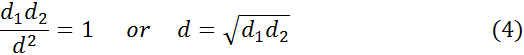 d₁d₂/d² = 1 or d = √d₁d₂ (4)